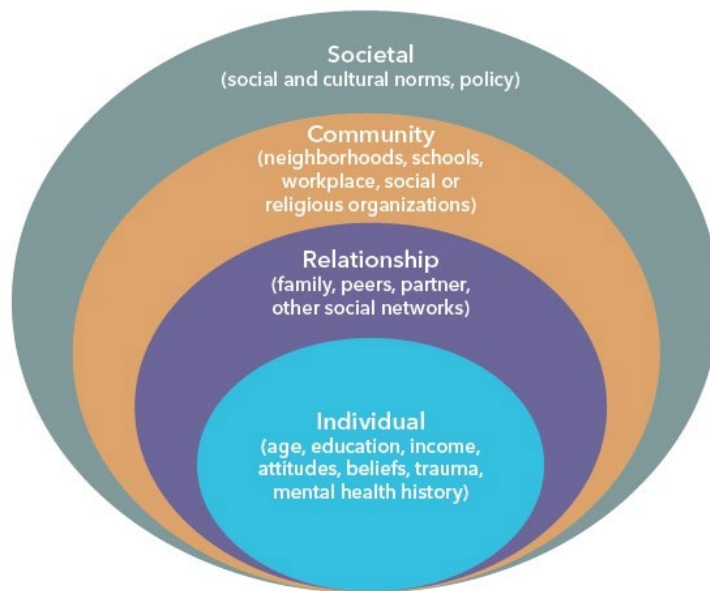 Societal
(social and cultural norms, policy)
Community
(neighborhoods, schools,
workplace, social or
religious organizations)
Relationship
(family, peers, partner,
other social networks)
Individual
(age, education, income,
attitudes, beliefs, trauma,
mental health history)